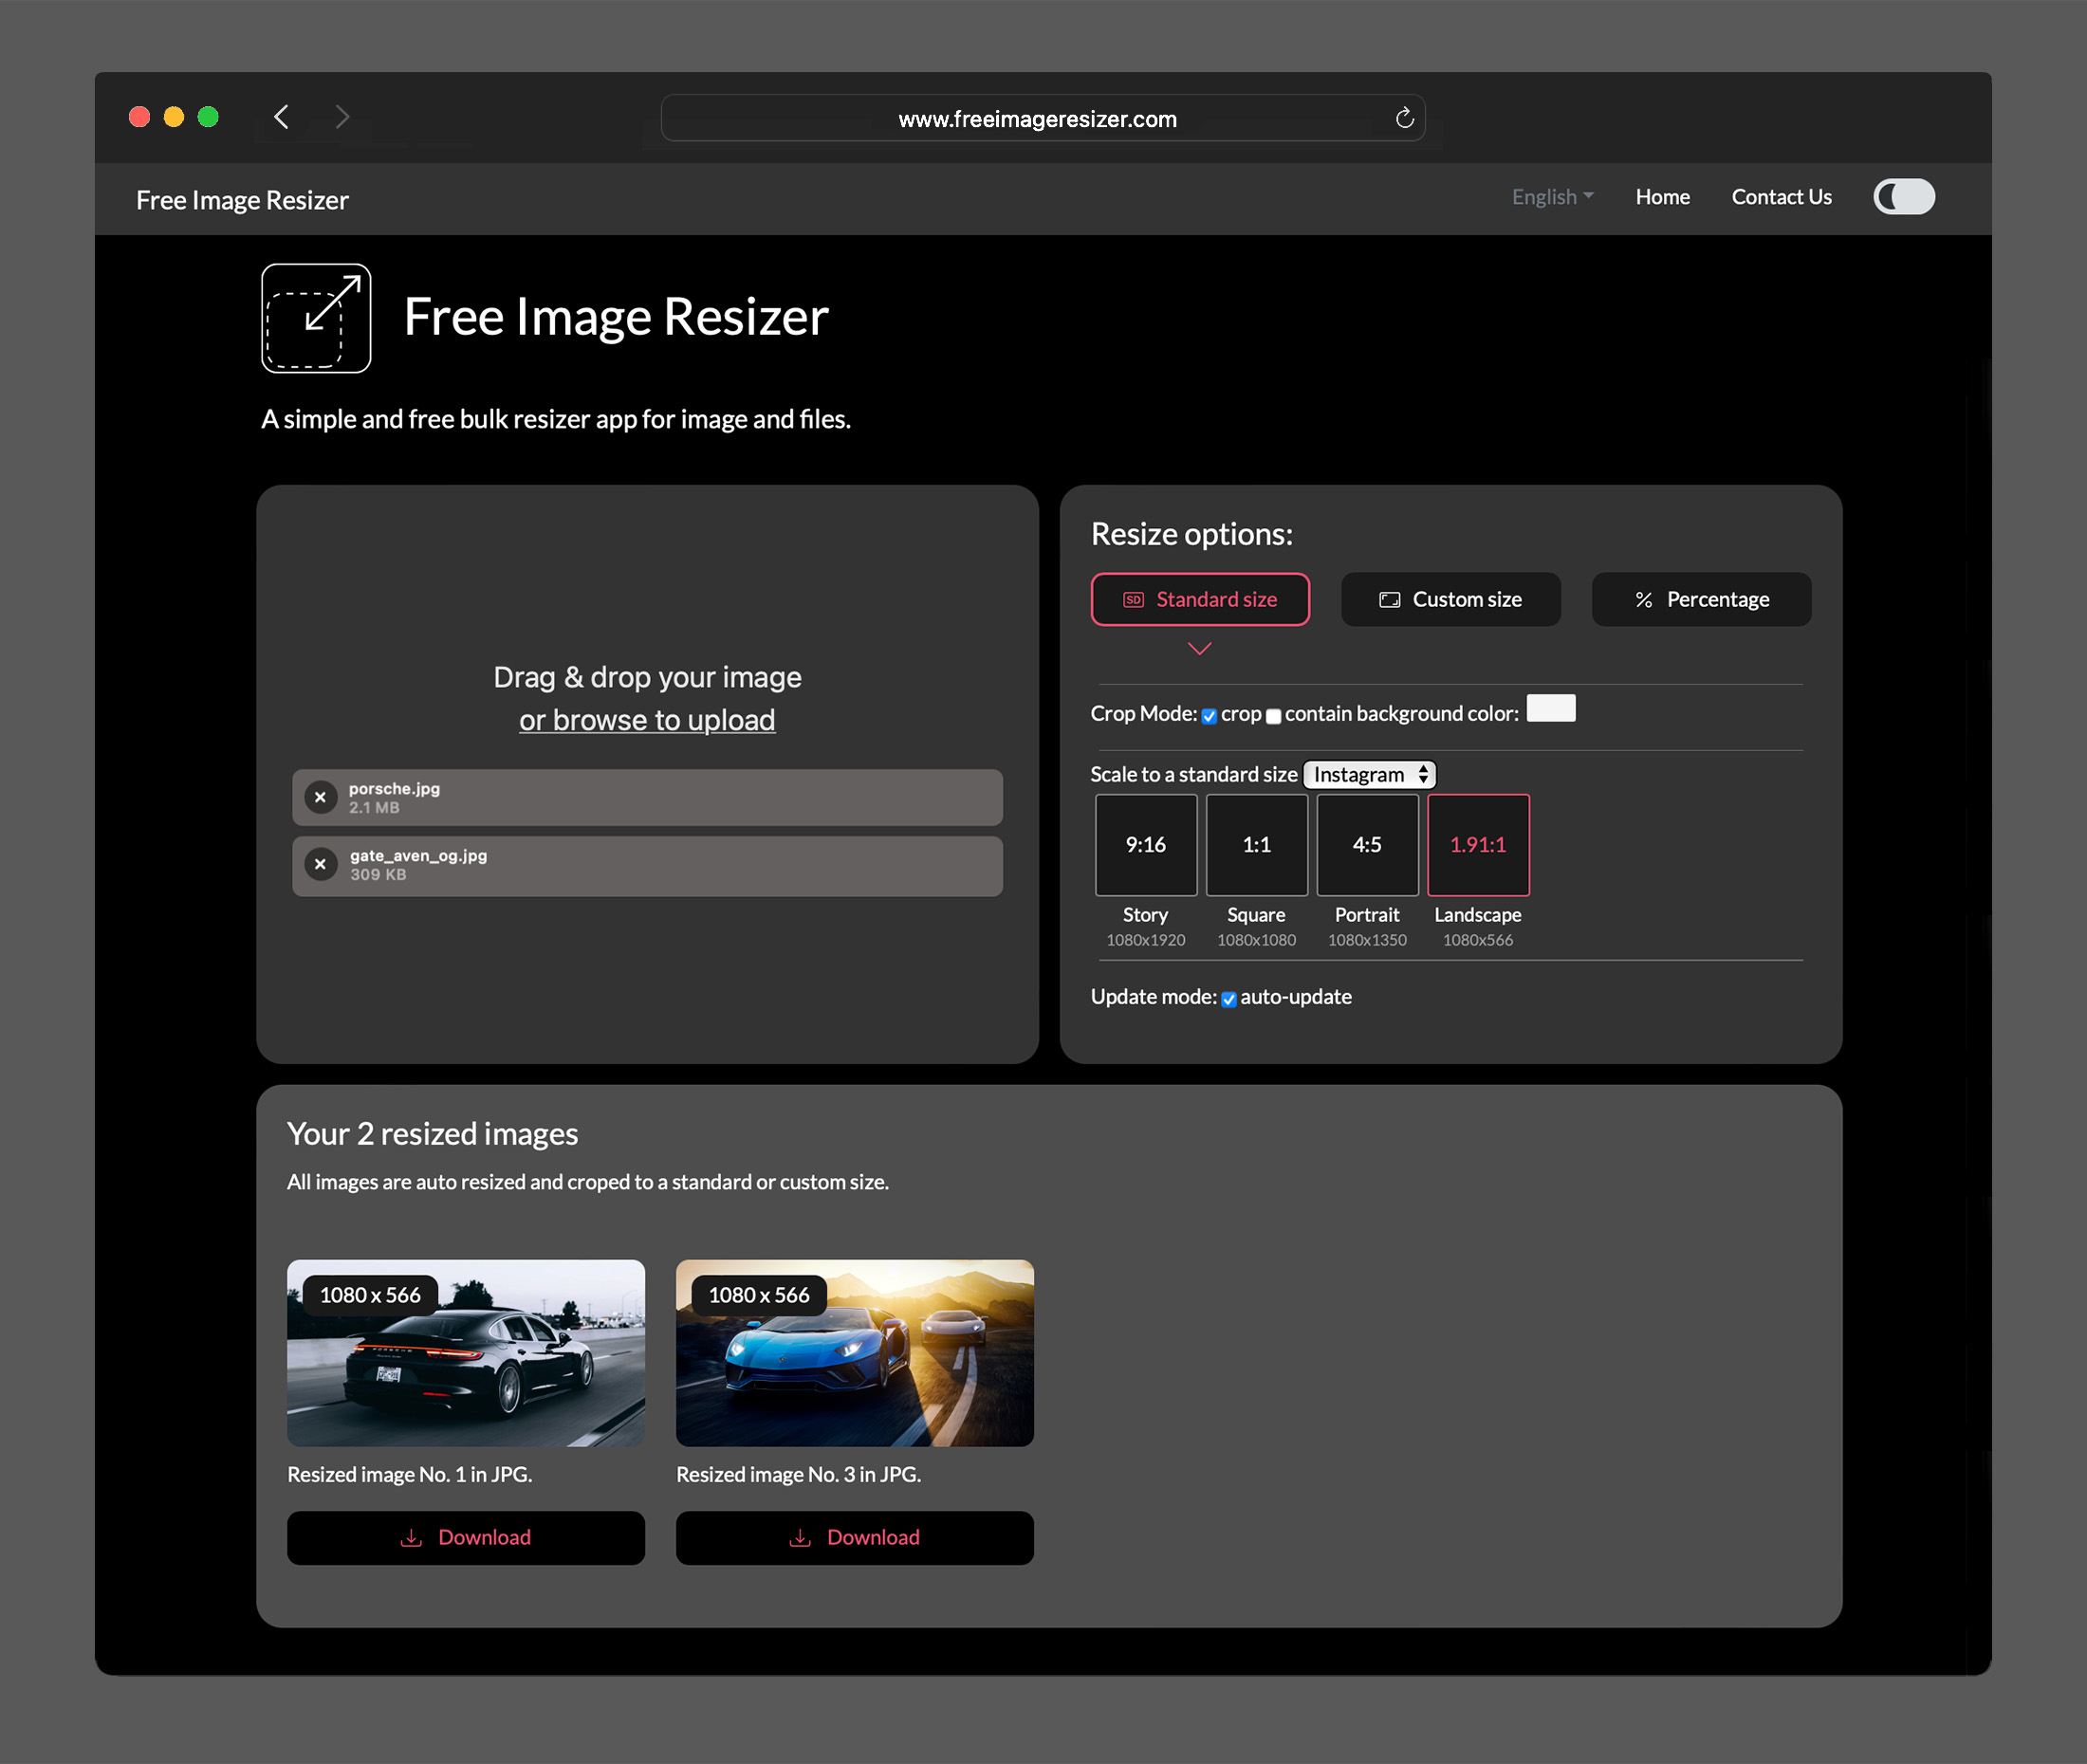 www.freeimageresizer.com
Free Image Resizer
English
Home
Contact Us
Free Image Resizer
A simple and free bulk resizer app for image and files.
Drag & drop your image
or browse to upload
porsche.jpg
2.1 MB
gate_aven_og.jpg
309 KB
Resize options:
SD Standard size
Custom size
% Percentage
Crop Mode: crop contain background color:
Scale to a standard size Instagram
9:16 1:1 4:5 1.91:1
Story Square Portrait Landscape
1080x1920 1080x1080 1080x1350 1080x566
Update mode: auto-update
Your 2 resized images
All images are auto resized and croped to a standard or custom size.
1080 x 566
1080 x 566
PORSCHE
Resized image No. 1 in JPG.
Resized image No. 3 in JPG.
Download
Download